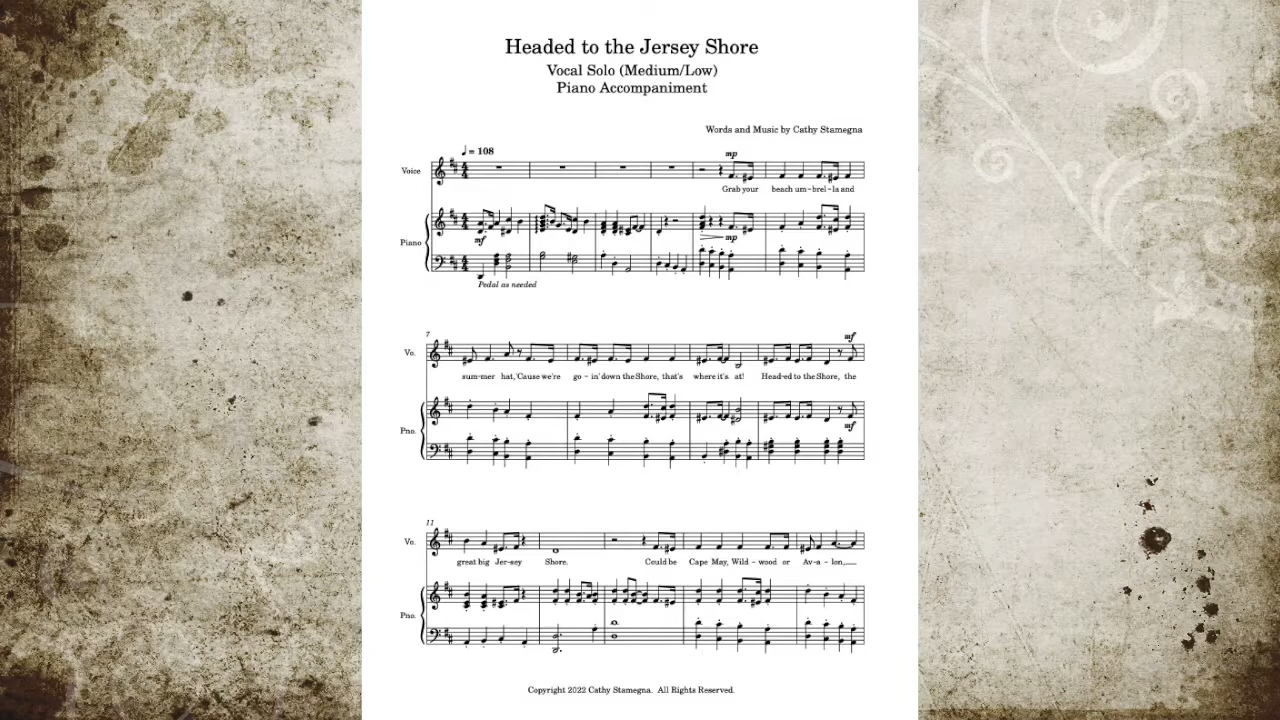 Headed to the Jersey Shore
Vocal Solo (Medium/Low)
Piano Accompaniment
Words and Music by Cathy Stamegna
♩ = 108
mp
Voice
Grab your beach um-brel-la and
Piano
mf
mp
Pedal as needed
7
mf
Vo.
sum-mer hat, 'Cause we're go-in' down the Shore, that's where it's at! Head-ed to the Shore, the
Pno.
mf
11
Vo.
great big Jer-sey Shore. Could be Cape May, Wild-wood or Av-a-lon,
Pno.
Copyright 2022 Cathy Stamegna. All Rights Reserved.